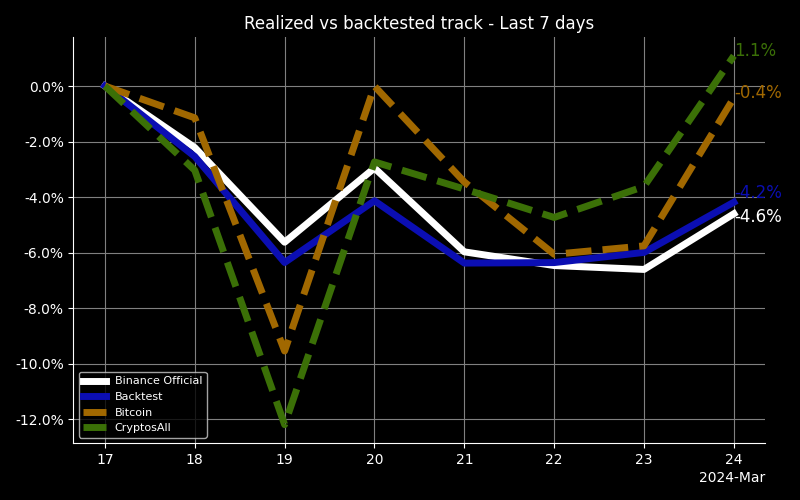 Realized vs backtested track - Last 7 days
1.1%
-0.4%
-4.2%
-4.6%
0.0%
-2.0%
-4.0%
-6.0%
-8.0%
-10.0%
-12.0%
Binance Official
Backtest
Bitcoin
CryptosAll
17 18 19 20 21 22 23 24
2024-Mar